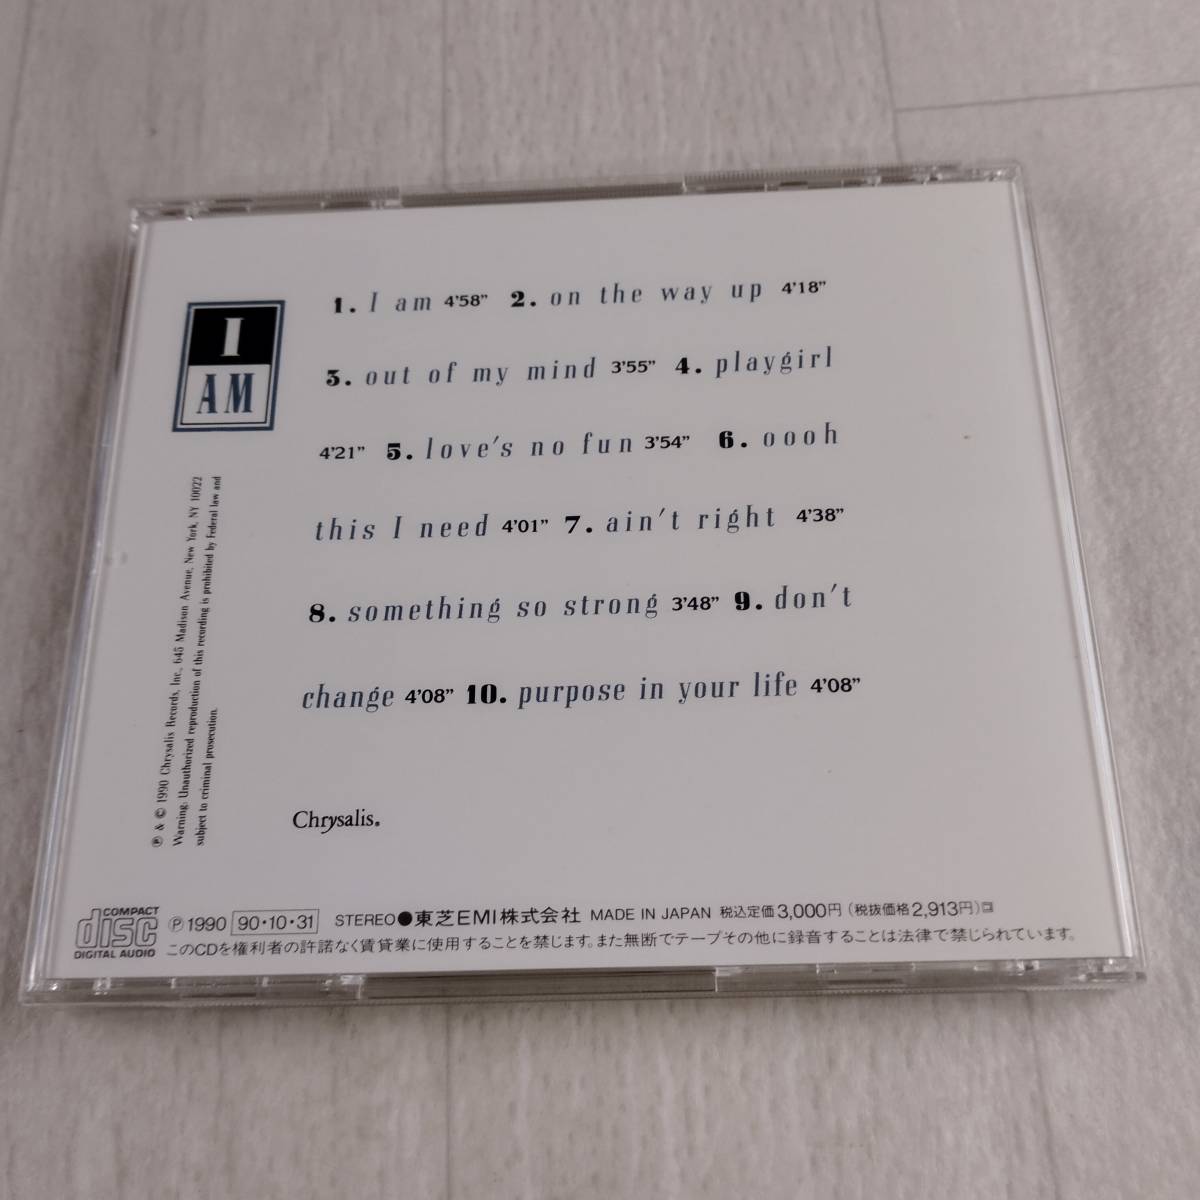 I
AM
1. I am 4'58" 2. on the way up 4'18"
3. out of my mind 3'55" 4. playgirl
4'21" 5. love's no fun 3'54" 6. oooh
this I need 4'01" 7. ain't right 4'38"
8. something so strong 3'48" 9. don't
change 4'08" 10. purpose in your life 4'08"
℗ & © 1990 Chrysalis Records, Inc., 645 Madison Avenue, New York, NY 10022
Warning: Unauthorized reproduction of this recording is prohibited by Federal law and
subject to criminal prosecution.
Chrysalis.
COMPACT
disc
DIGITAL AUDIO
℗1990 90・10・31 STEREO●東芝EMI株式会社 MADE IN JAPAN 税込定価3,000円(税抜価格2,913円)
このCDを権利者の許諾なく賃貸業に使用することを禁じます。また無断でテープその他に録音することは法律で禁じられています。